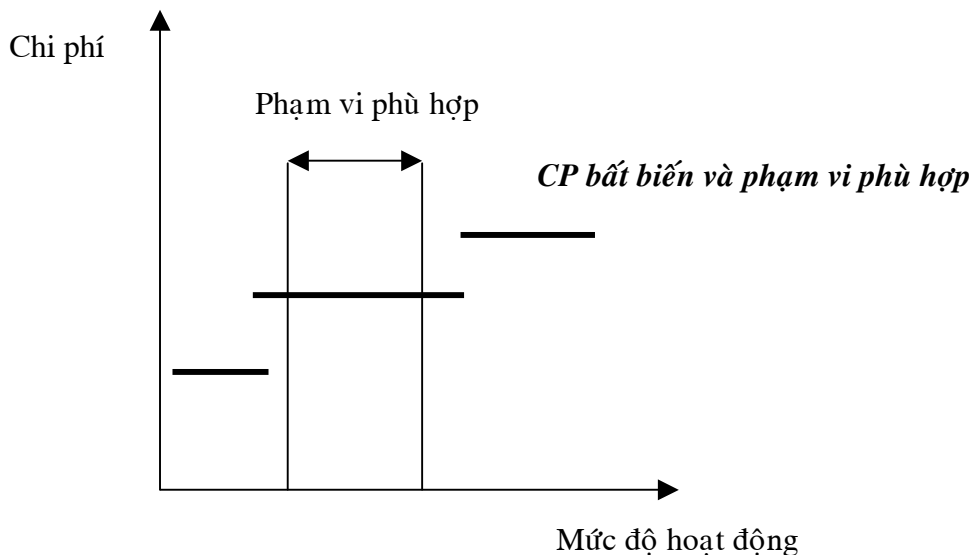 Chi phí
Phạm vi phù hợp
CP bất biến và phạm vi phù hợp
Mức độ hoạt động